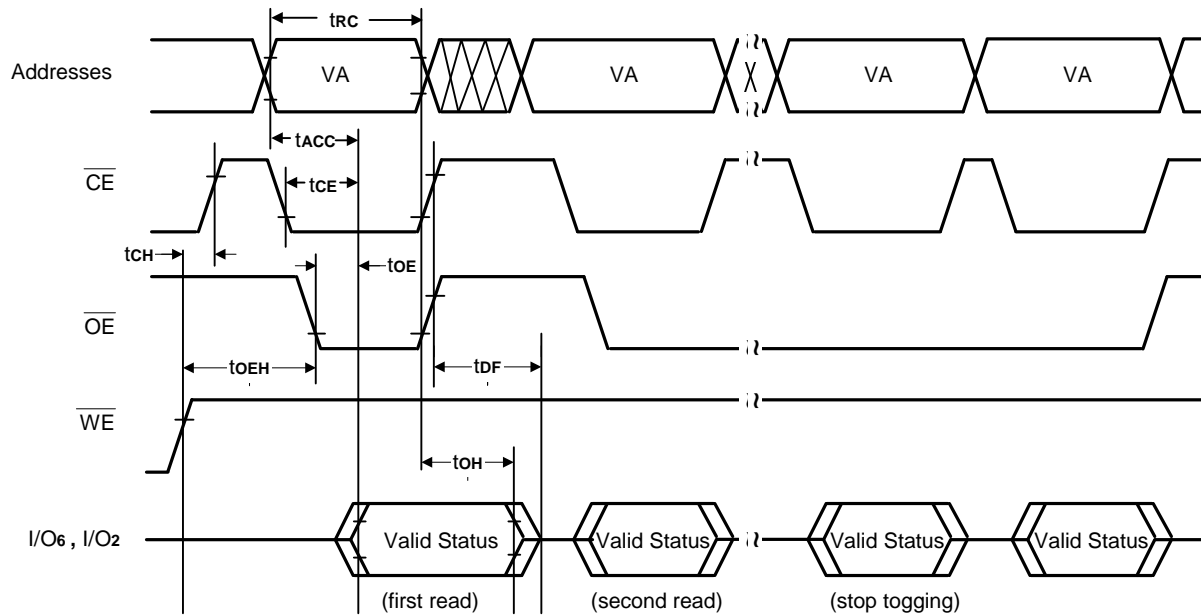 tRC
Addresses
VA
VA
VA
VA
tACC
CE
tCE
tCH
tOE
OE
tOEH
tDF
WE
tOH
I/O6 , I/O2
Valid Status
Valid Status
Valid Status
Valid Status
(first read)
(second read)
(stop togging)